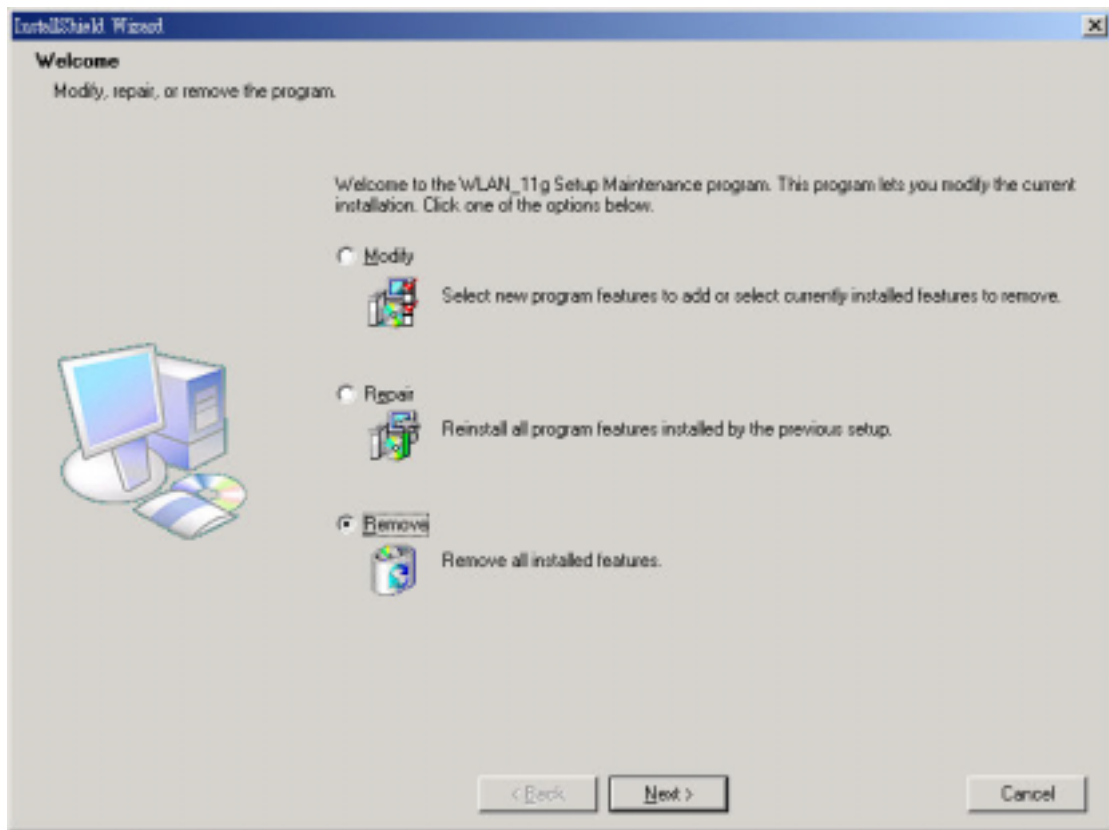 InstallShield Wizard
Welcome
Modify, repair, or remove the program.
Welcome to the WLAN_11g Setup Maintenance program. This program lets you modify the current
installation. Click one of the options below.
Modify
Select new program features to add or select currently installed features to remove.
Repair
Reinstall all program features installed by the previous setup.
Remove
Remove all installed features.
< Back
Next >
Cancel